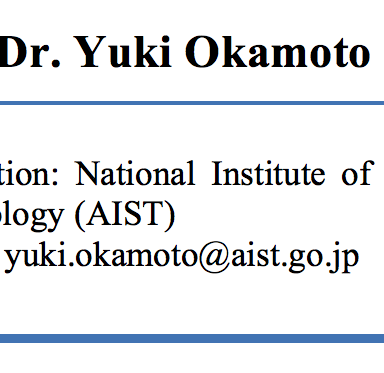 Dr. Yuki Okamoto
tion: National Institute of
ology (AIST)
yuki.okamoto@aist.go.jp